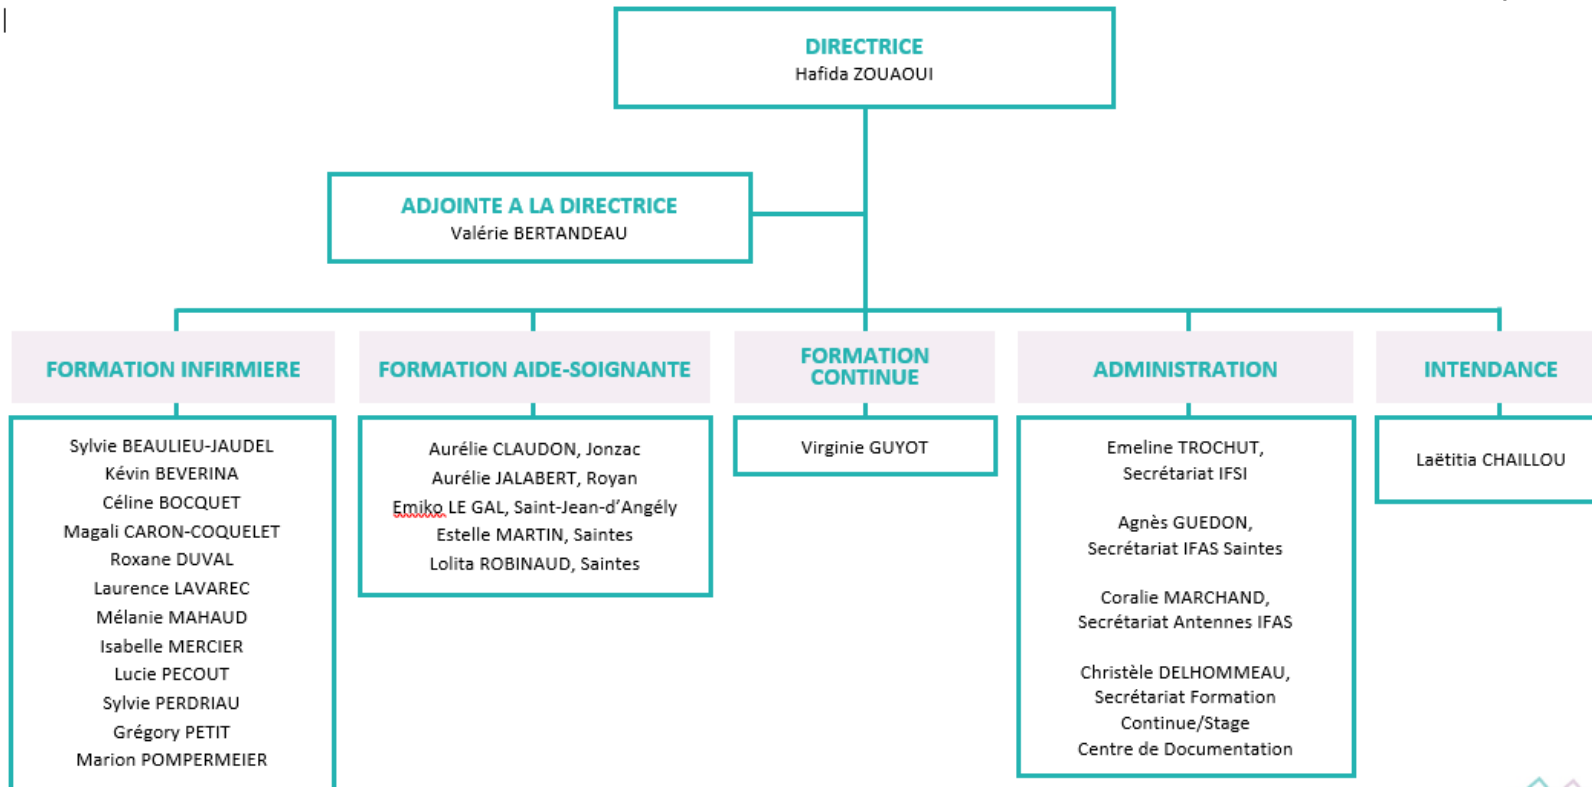 DIRECTRICE
Hafida ZOUAOUI
ADJOINTE A LA DIRECTRICE
Valérie BERTANDEAU
FORMATION INFIRMIERE
Sylvie BEAULIEU-JAUDEL
Kévin BEVERINA
Céline BOCQUET
Magali CARON-COQUELET
Roxane DUVAL
Laurence LAVAREC
Mélanie MAHAUD
Isabelle MERCIER
Lucie PECOUT
Sylvie PERDRIAU
Grégory PETIT
Marion POMPERMEIER
FORMATION AIDE-SOIGNANTE
Aurélie CLAUDON, Jonzac
Aurélie JALABERT, Royan
Emiko LE GAL, Saint-Jean-d’Angély
Estelle MARTIN, Saintes
Lolita ROBINAUD, Saintes
FORMATION
CONTINUE
Virginie GUYOT
ADMINISTRATION
Emeline TROCHUT,
Secrétariat IFSI
Agnès GUEDON,
Secrétariat IFAS Saintes
Coralie MARCHAND,
Secrétariat Antennes IFAS
Christèle DELHOMMEAU,
Secrétariat Formation
Continue/Stage
Centre de Documentation
INTENDANCE
Laëtitia CHAILLOU